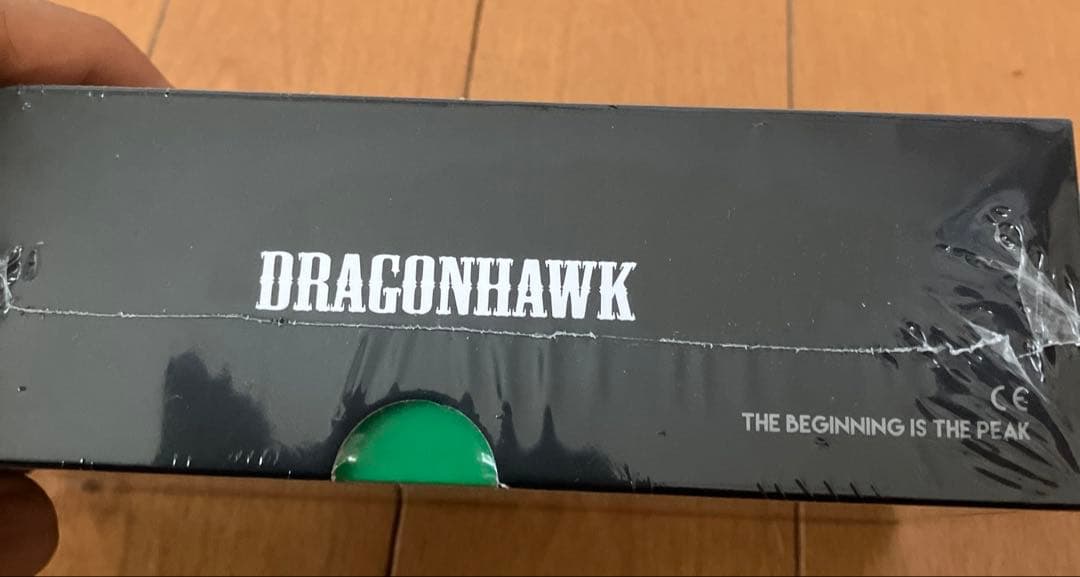 DRAGONHAWK
CE
THE BEGINNING IS THE PEAK